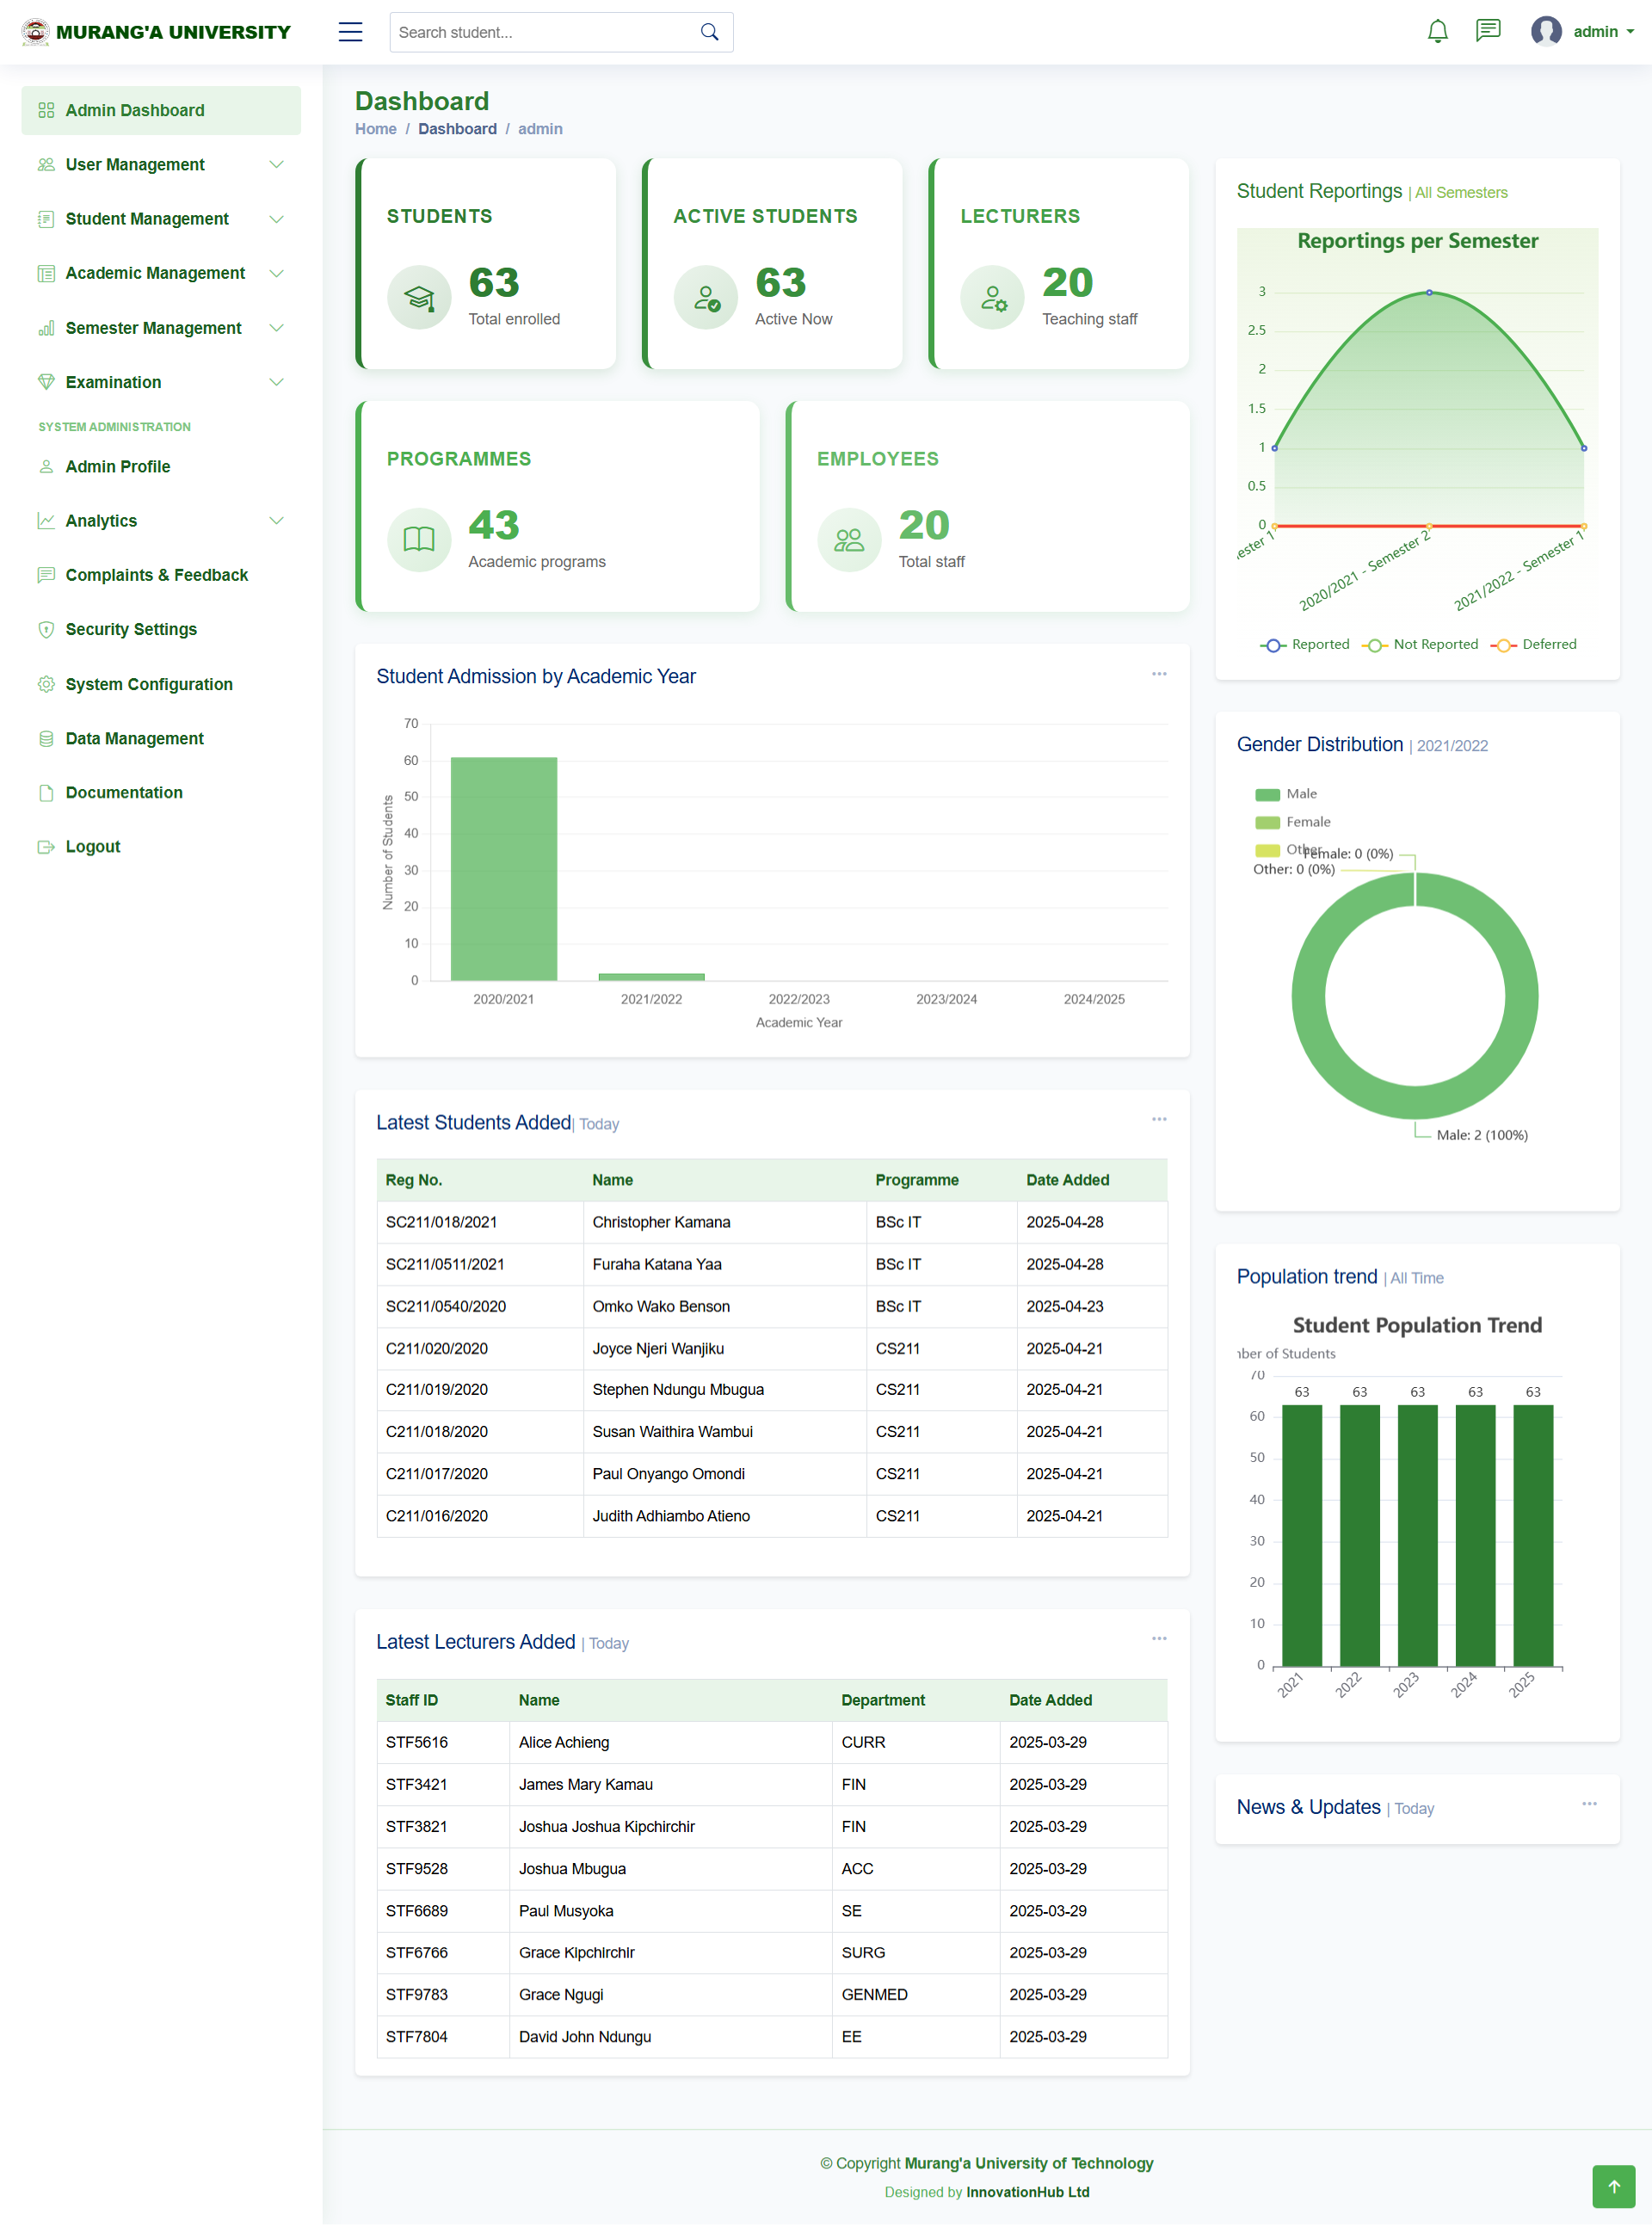 MURANG'A UNIVERSITY
Search student...
admin
Admin Dashboard
User Management
Student Management
Academic Management
Semester Management
Examination
SYSTEM ADMINISTRATION
Admin Profile
Analytics
Complaints & Feedback
Security Settings
System Configuration
Data Management
Documentation
Logout
Dashboard
Home / Dashboard / admin
STUDENTS
63
Total enrolled
ACTIVE STUDENTS
63
Active Now
LECTURERS
20
Teaching staff
PROGRAMMES
43
Academic programs
EMPLOYEES
20
Total staff
Student Admission by Academic Year
70
60
50
40
30
20
10
0
Number of Students
2020/2021 2021/2022 2022/2023 2023/2024 2024/2025
Academic Year
Latest Students Added| Today
Reg No. Name Programme Date Added
SC211/018/2021 Christopher Kamana BSc IT 2025-04-28
SC211/0511/2021 Furaha Katana Yaa BSc IT 2025-04-28
SC211/0540/2020 Omko Wako Benson BSc IT 2025-04-23
C211/020/2020 Joyce Njeri Wanjiku CS211 2025-04-21
C211/019/2020 Stephen Ndungu Mbugua CS211 2025-04-21
C211/018/2020 Susan Waithira Wambui CS211 2025-04-21
C211/017/2020 Paul Onyango Omondi CS211 2025-04-21
C211/016/2020 Judith Adhiambo Atieno CS211 2025-04-21
Latest Lecturers Added | Today
Staff ID Name Department Date Added
STF5616 Alice Achieng CURR 2025-03-29
STF3421 James Mary Kamau FIN 2025-03-29
STF3821 Joshua Joshua Kipchirchir FIN 2025-03-29
STF9528 Joshua Mbugua ACC 2025-03-29
STF6689 Paul Musyoka SE 2025-03-29
STF6766 Grace Kipchirchir SURG 2025-03-29
STF9783 Grace Ngugi GENMED 2025-03-29
STF7804 David John Ndungu EE 2025-03-29
Student Reportings | All Semesters
Reportings per Semester
3
2.5
2
1.5
1
0.5
0
ester 1
2020/2021 - Semester 2
2021/2022 - Semester 1
Reported Not Reported Deferred
Gender Distribution | 2021/2022
Male
Female
Other
Female: 0 (0%)
Other: 0 (0%)
Male: 2 (100%)
Population trend | All Time
Student Population Trend
nber of Students
70
63 63 63 63 63
60
50
40
30
20
10
0
2021 2022 2023 2024 2025
News & Updates | Today
© Copyright Murang'a University of Technology
Designed by InnovationHub Ltd